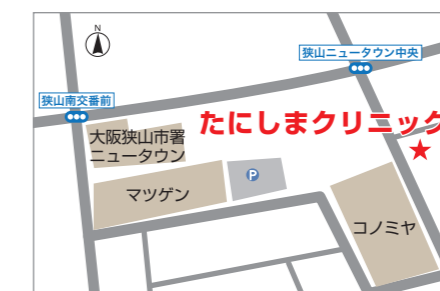 N
狭山ニュータウン中央
狭山南交番前
たにしまクリニック
大阪狭山市署
ニュータウン
P
マツゲン
コノミヤ